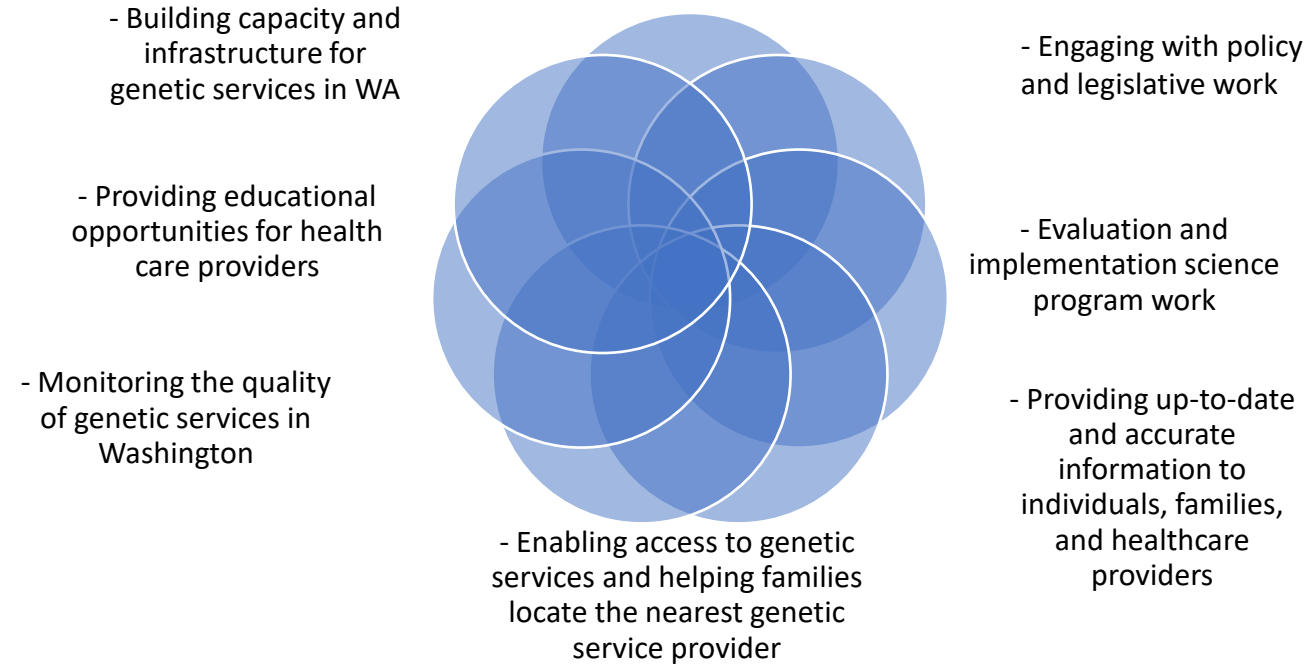 - Building capacity and
infrastructure for
genetic services in WA
- Providing educational
opportunities for health
care providers
- Monitoring the quality
of genetic services in
Washington
- Enabling access to genetic
services and helping families
locate the nearest genetic
service provider
- Engaging with policy
and legislative work
- Evaluation and
implementation science
program work
- Providing up-to-date
and accurate
information to
individuals, families,
and healthcare
providers